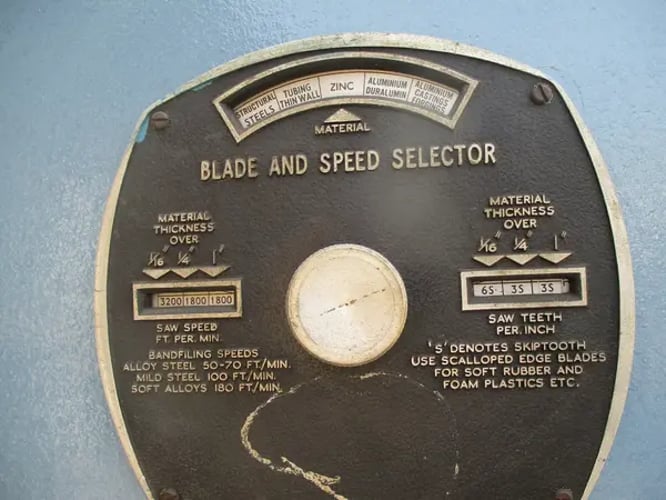 STRUCTURAL STEELS
TUBING THIN WALL
ZINC
ALUMINIUM DURALUMIN
ALUMINIUM CASTINGS FORGINGS
MATERIAL
BLADE AND SPEED SELECTOR
MATERIAL
THICKNESS
OVER
1/16" 1/4" 1"
3200 1800 1800
SAW SPEED
FT. PER. MIN.
BANDFILING SPEEDS
ALLOY STEEL 50-70 FT/MIN.
MILD STEEL 100 FT/MIN.
SOFT ALLOYS 180 FT/MIN.
MATERIAL
THICKNESS
OVER
1/16" 1/4" 1"
6S 3S 3S
SAW TEETH
PER. INCH
'S' DENOTES SKIPTOOTH
USE SCALLOPED EDGE BLADES
FOR SOFT RUBBER AND
FOAM PLASTICS ETC.